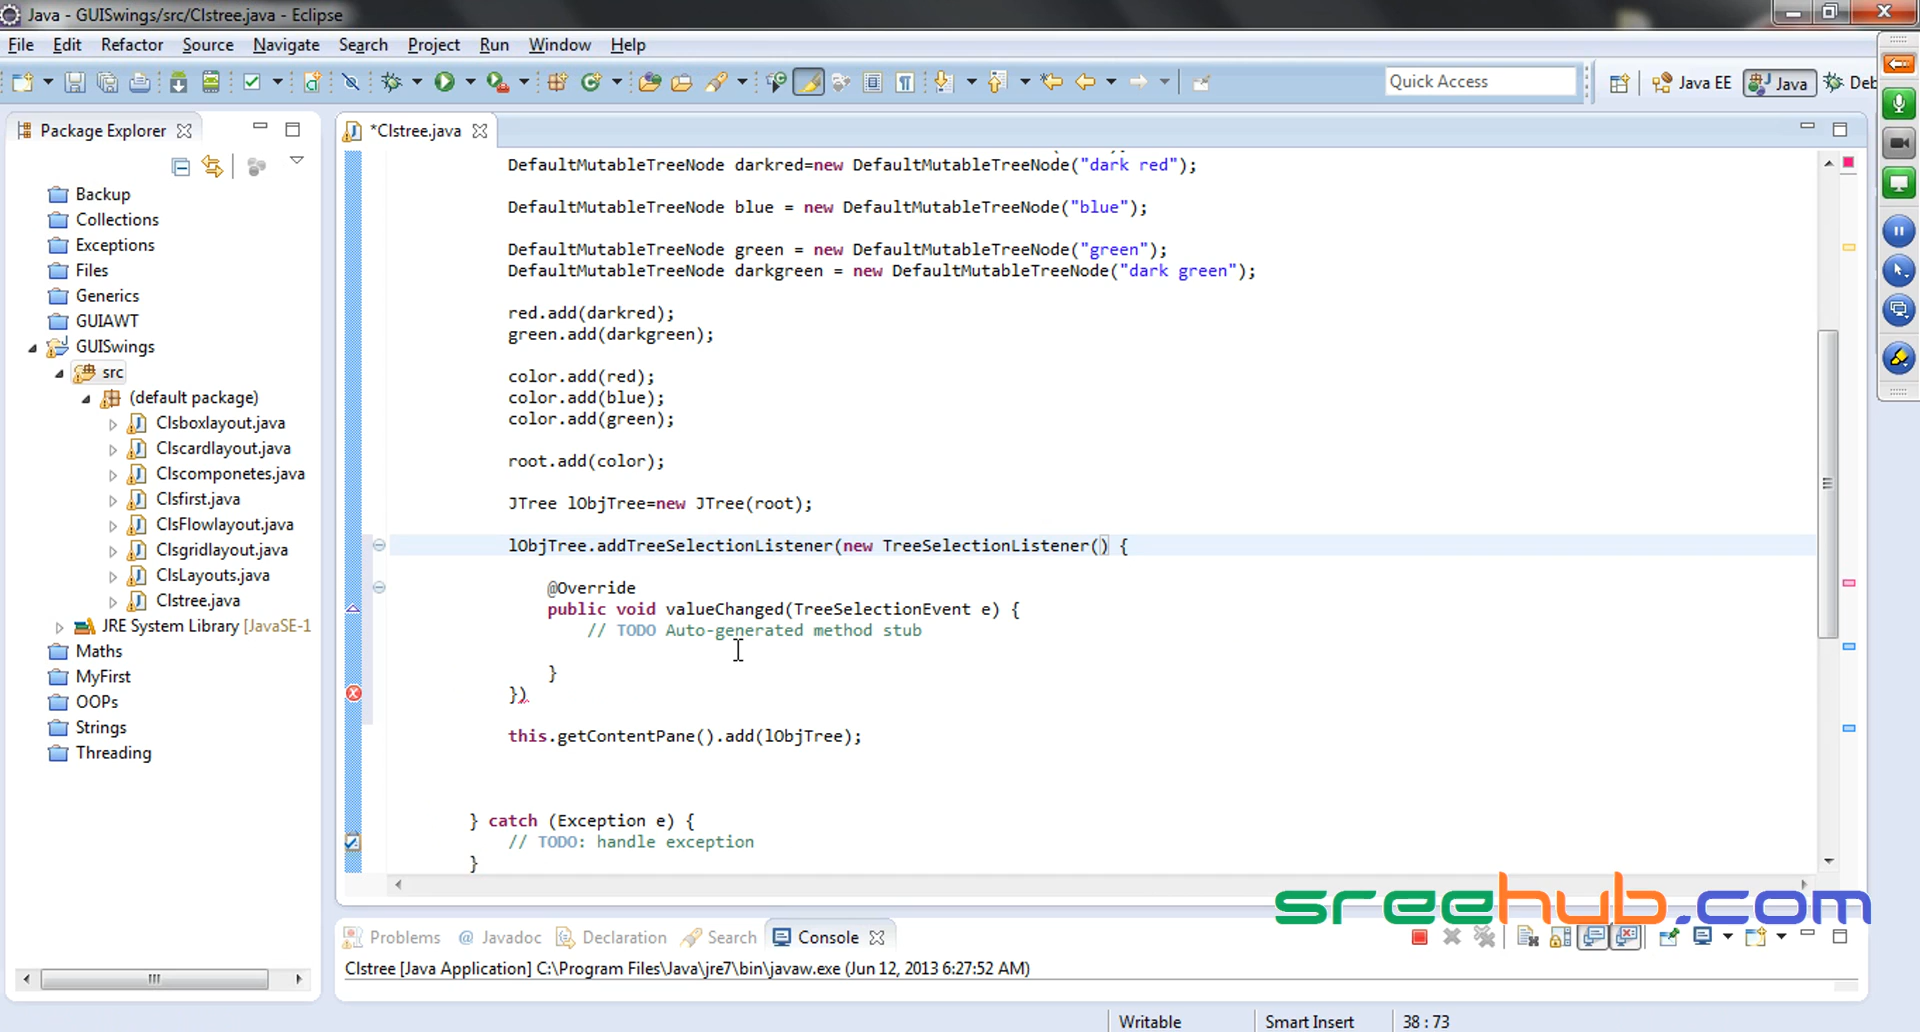 Java - GUISwings/src/Clstree.java - Eclipse
File Edit Refactor Source Navigate Search Project Run Window Help
Quick Access Java EE Java Deb
Package Explorer
*Clstree.java
Backup
Collections
Exceptions
Files
Generics
GUIAWT
GUISwings
src
(default package)
Clsboxlayout.java
Clscardlayout.java
Clscomponetes.java
Clsfirst.java
ClsFlowlayout.java
Clsgridlayout.java
ClsLayouts.java
Clstree.java
JRE System Library [JavaSE-1
Maths
MyFirst
OOPs
Strings
Threading
DefaultMutableTreeNode darkred=new DefaultMutableTreeNode("dark red");
DefaultMutableTreeNode blue = new DefaultMutableTreeNode("blue");
DefaultMutableTreeNode green = new DefaultMutableTreeNode("green");
DefaultMutableTreeNode darkgreen = new DefaultMutableTreeNode("dark green");
red.add(darkred);
green.add(darkgreen);
color.add(red);
color.add(blue);
color.add(green);
root.add(color);
JTree lObjTree=new JTree(root);
lObjTree.addTreeSelectionListener(new TreeSelectionListener() {
@Override
public void valueChanged(TreeSelectionEvent e) {
// TODO Auto-generated method stub
}
})
this.getContentPane().add(lObjTree);
} catch (Exception e) {
// TODO: handle exception
}
sreehub.com
Problems @ Javadoc Declaration Search Console
Clstree [Java Application] C:\Program Files\Java\jre7\bin\javaw.exe (Jun 12, 2013 6:27:52 AM)
Writable Smart Insert 38 : 73